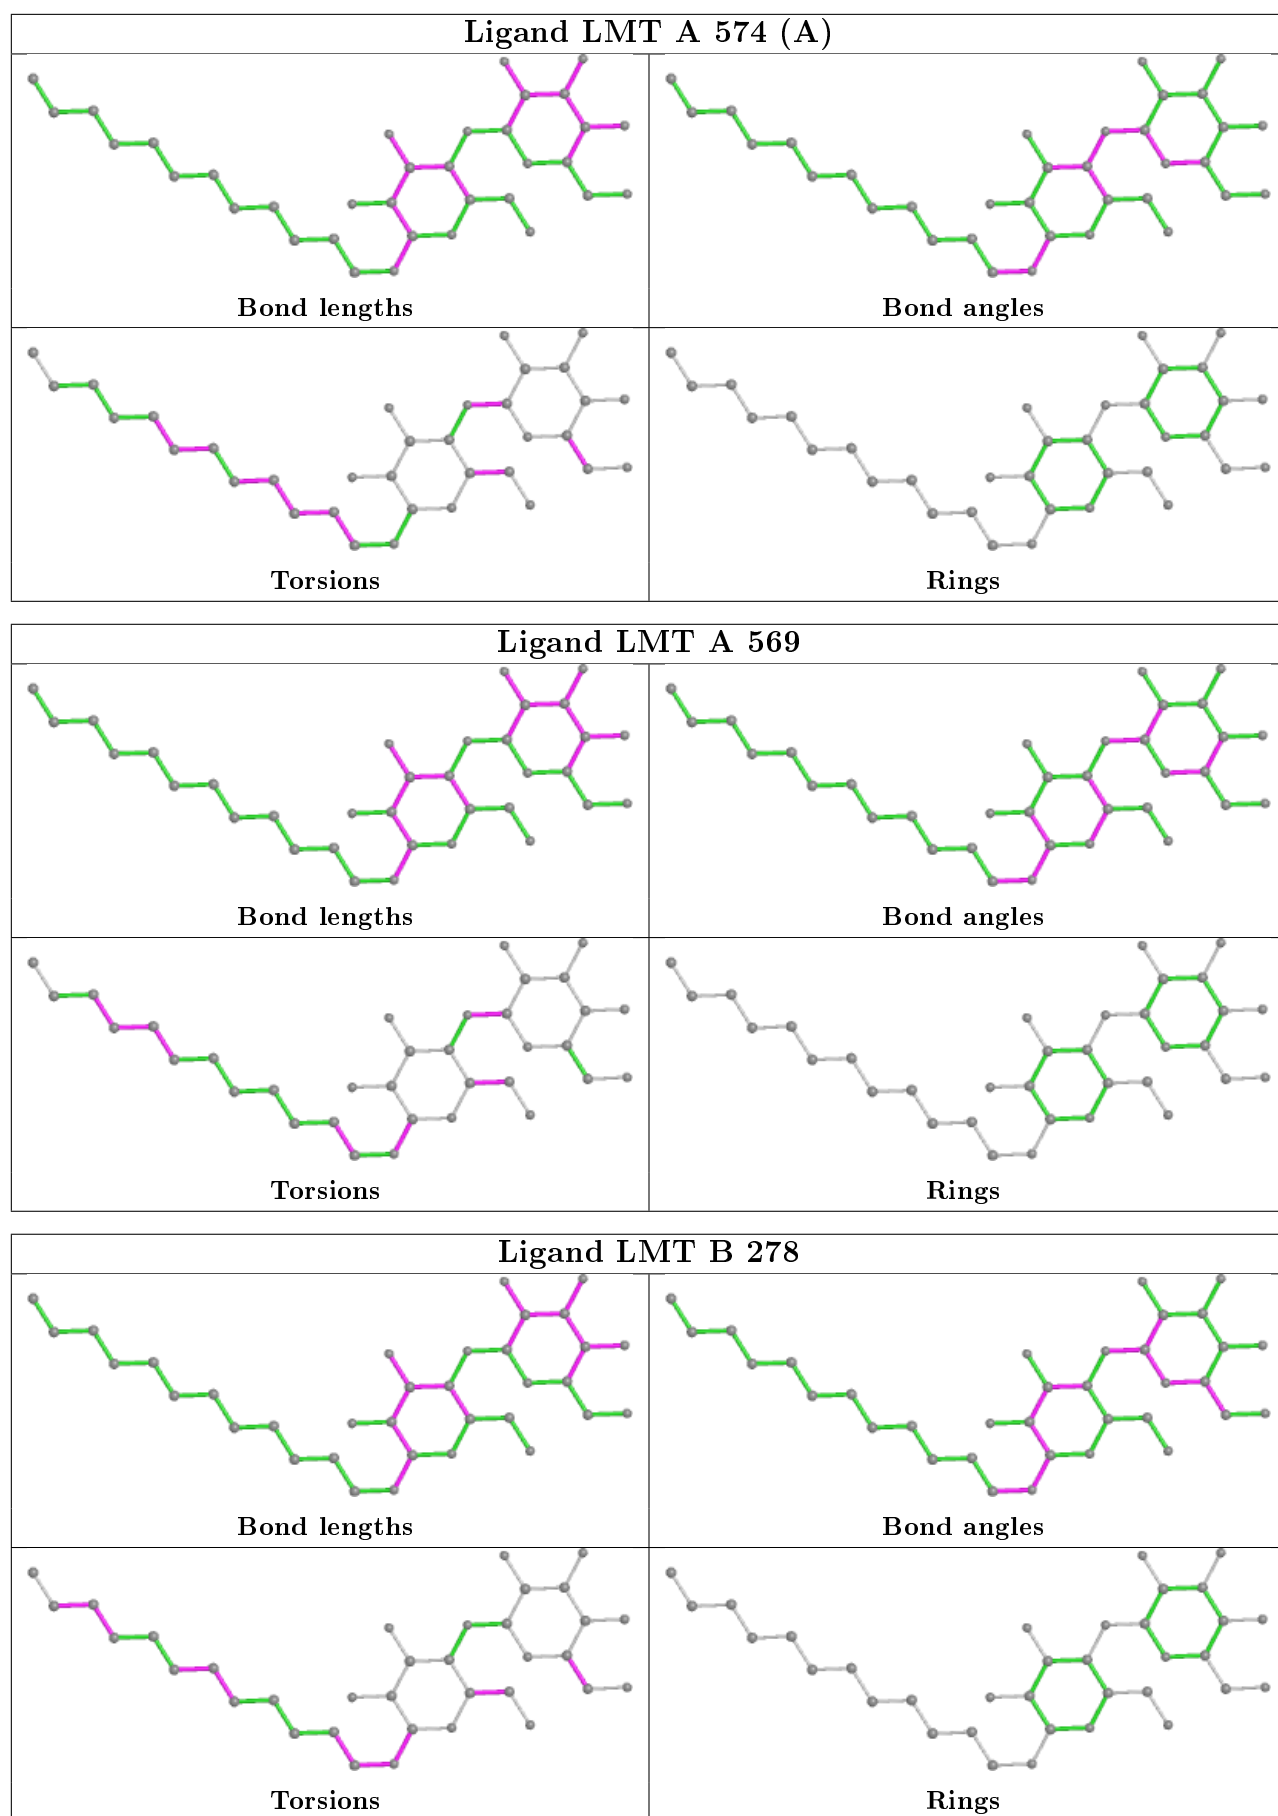 Ligand LMT A 574 (A)
Bond lengths
Bond angles
Torsions
Rings
Ligand LMT A 569
Bond lengths
Bond angles
Torsions
Rings
Ligand LMT B 278
Bond lengths
Bond angles
Torsions
Rings